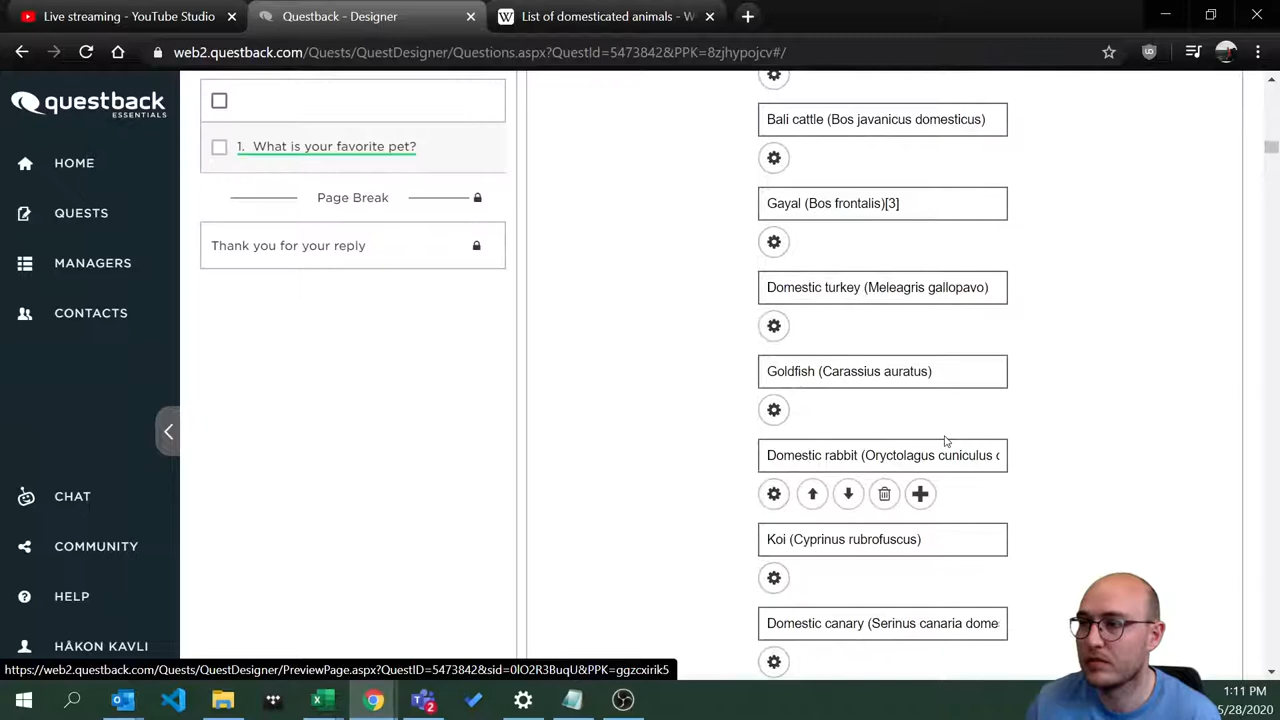 Live streaming - YouTube Studio
Questback - Designer
List of domesticated animals - W
web2.questback.com/Quests/QuestDesigner/Questions.aspx?QuestId=5473842&PPK=8zjhypojcv#/
questback
ESSENTIALS
HOME
QUESTS
MANAGERS
CONTACTS
CHAT
COMMUNITY
HELP
HÅKON KAVLI
1. What is your favorite pet?
Page Break
Thank you for your reply
Bali cattle (Bos javanicus domesticus)
Gayal (Bos frontalis)[3]
Domestic turkey (Meleagris gallopavo)
Goldfish (Carassius auratus)
Domestic rabbit (Oryctolagus cuniculus
Koi (Cyprinus rubrofuscus)
Domestic canary (Serinus canaria dome
https://web2.questback.com/Quests/QuestDesigner/PreviewPage.aspx?QuestID=5473842&sid=0lO2R3BuqU&PPK=ggzcxirik5
2
1:11 PM
5/28/2020